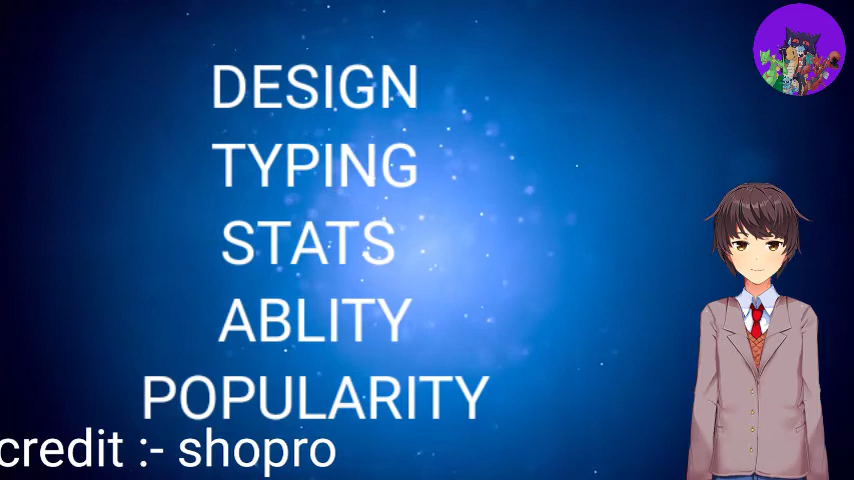 DESIGN
TYPING
STATS
ABLITY
POPULARITY
credit :- shopro